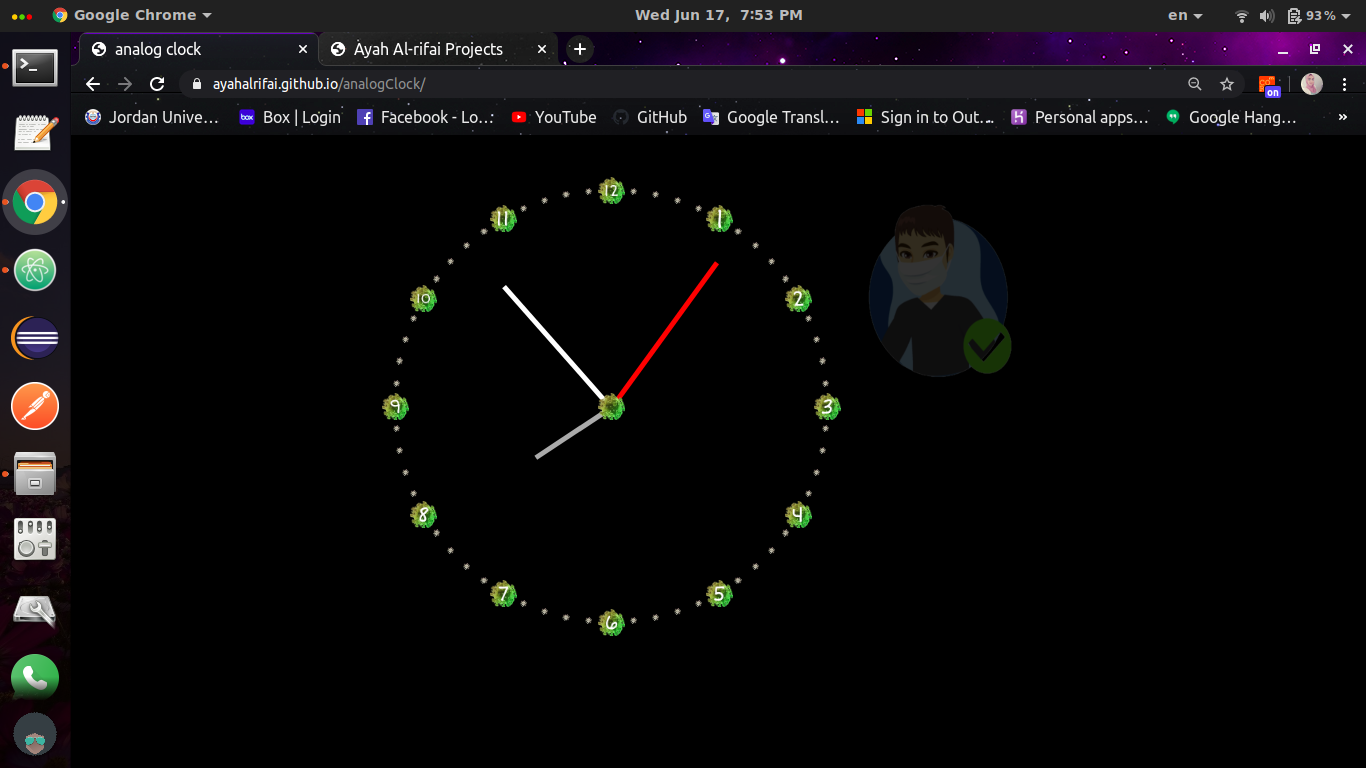 Google Chrome Wed Jun 17, 7:53 PM en 93%
analog clock Ayah Al-rifai Projects
ayahalrifai.github.io/analogClock/ on
Jordan Unive... box Box | Login Facebook - Lo... YouTube GitHub Google Transl... Sign in to Out... Personal apps... Google Hang... »
12
11 1
10 2
9 3
8 4
7 5
6